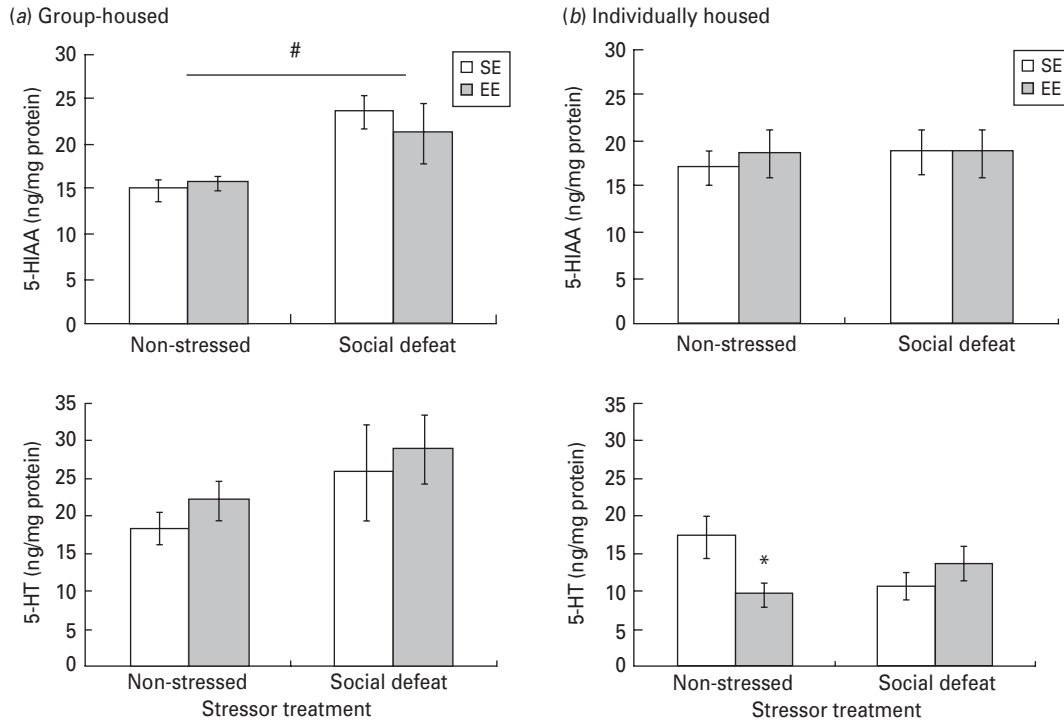 (a) Group-housed
30
25
20
15
10
5
0
5-HIAA (ng/mg protein)
#
SE
EE
Non-stressed
Social defeat
35
30
25
20
15
10
5
0
5-HT (ng/mg protein)
Non-stressed
Social defeat
Stressor treatment
(b) Individually housed
30
25
20
15
10
5
0
5-HIAA (ng/mg protein)
SE
EE
Non-stressed
Social defeat
35
30
25
20
15
10
5
0
5-HT (ng/mg protein)
*
Non-stressed
Social defeat
Stressor treatment